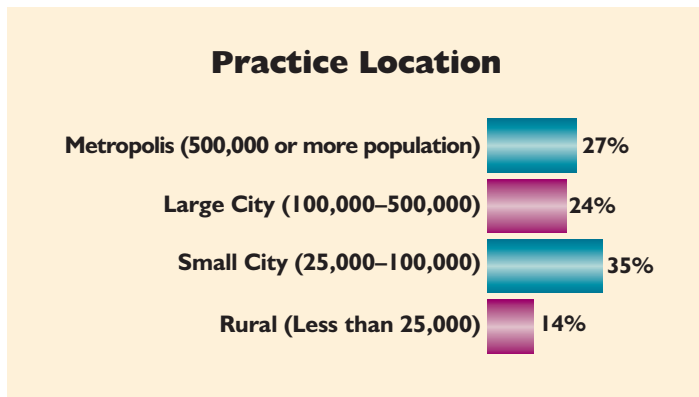 Practice Location
Metropolis (500,000 or more population) 27%
Large City (100,000–500,000) 24%
Small City (25,000–100,000) 35%
Rural (Less than 25,000) 14%